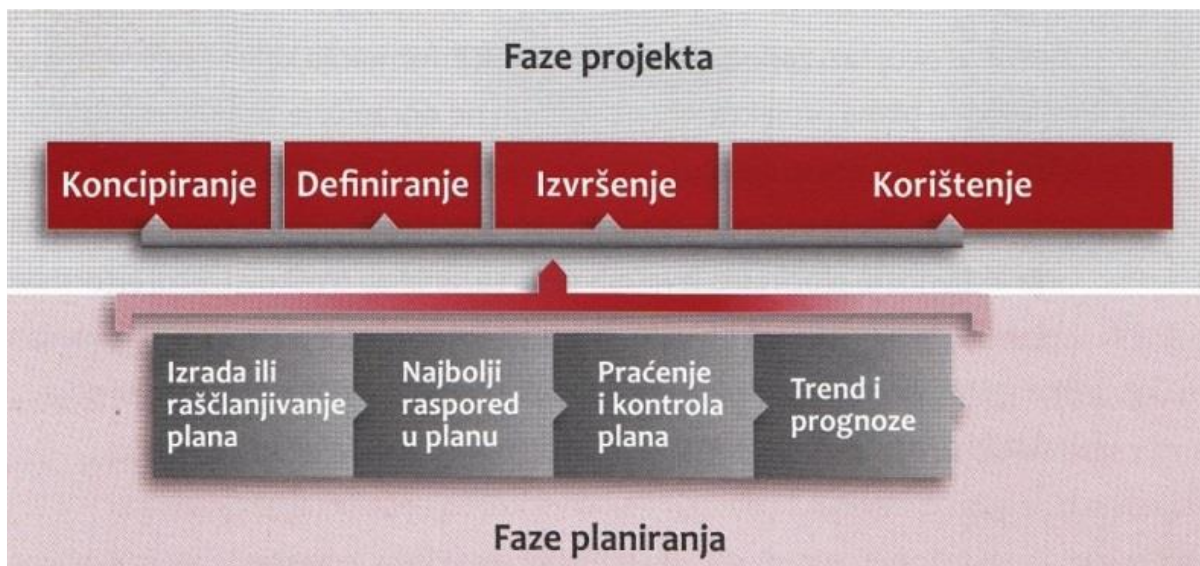 Faze projekta
Koncipiranje
Definiranje
Izvršenje
Korištenje
Izrada ili
raščlanjivanje
plana
Najbolji
raspored
u planu
Praćenje
i kontrola
plana
Trend i
prognoze
Faze planiranja